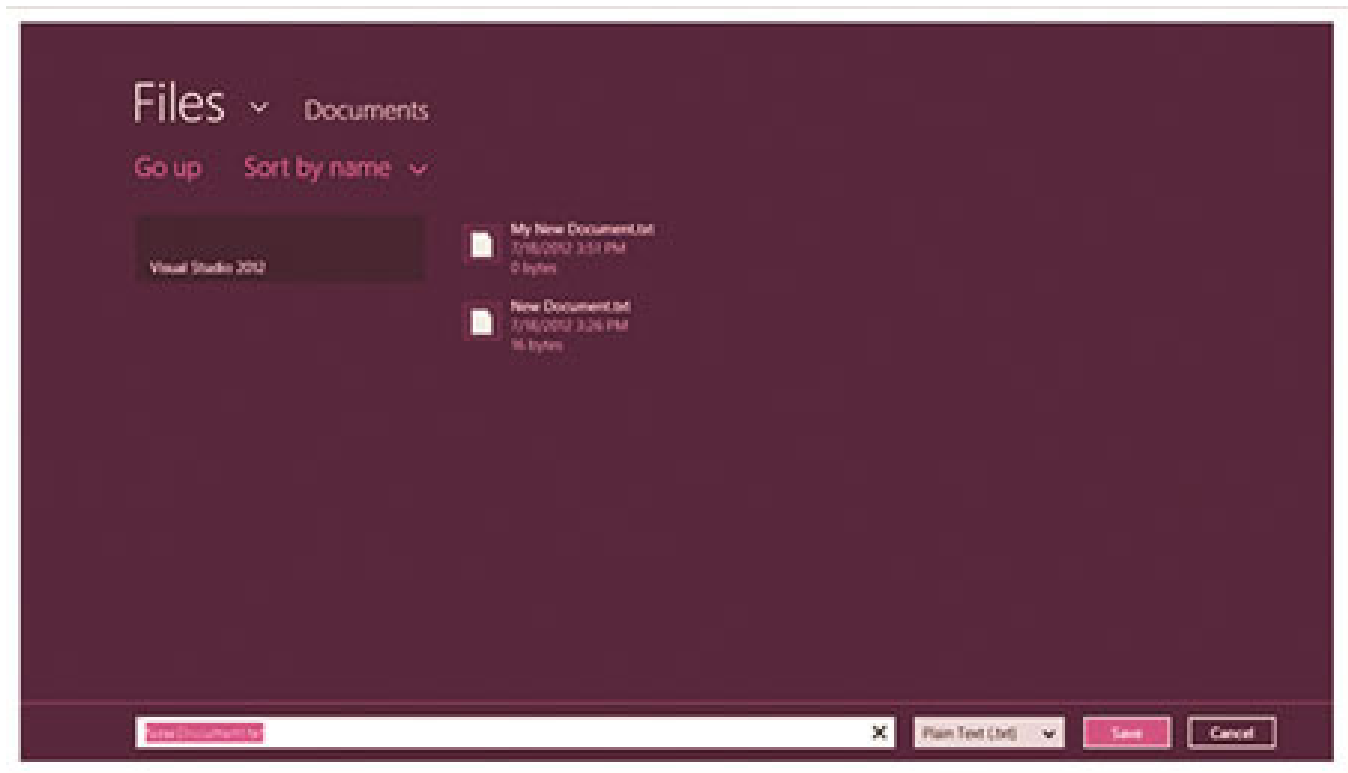 Files Documents
Go up Sort by name
Visual Studio 2012
My New Document.txt
7/18/2012 3:51 PM
0 bytes
New Document.txt
7/18/2012 3:26 PM
16 bytes
New Document.txt
Plain Text (.txt) Save Cancel